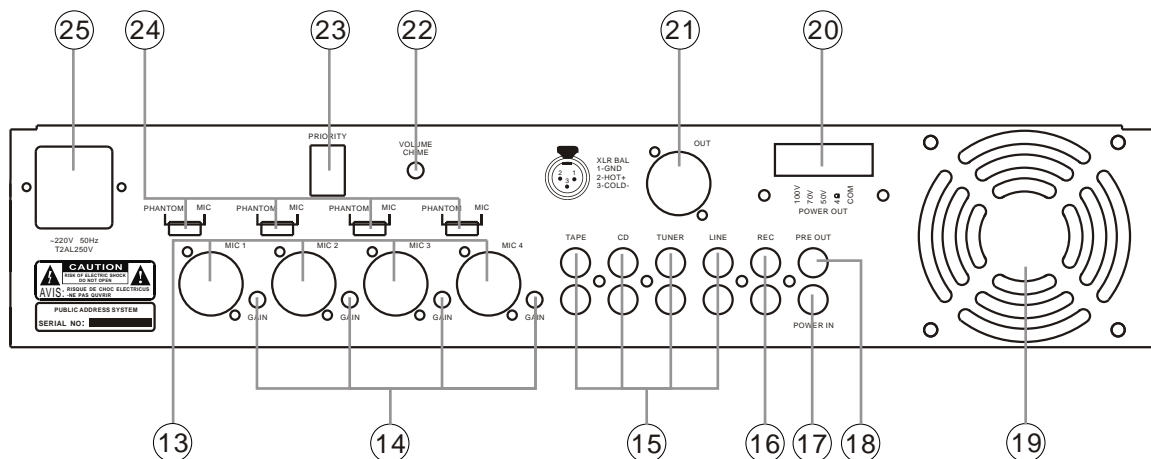 25
24
23
22
21
20
PRIORITY
VOLUME
CHIME
XLR BAL
1-GND
2-HOT+
3-COLD-
2 1
3
OUT
100V
70V
50V
4Ω
COM
POWER OUT
PHANTOM MIC
PHANTOM MIC
PHANTOM MIC
PHANTOM MIC
~220V 50Hz
T2AL250V
MIC 1
MIC 2
MIC 3
MIC 4
TAPE
CD
TUNER
LINE
REC
PRE OUT
CAUTION
RISK OF ELECTRIC SHOCK
DO NOT OPEN
AVIS: RISQUE DE CHOC ELECTRICUS
-NE PAS QUVRIR
PUBLIC ADDRESS SYSTEM
SERIAL NO:
GAIN
GAIN
GAIN
GAIN
POWER IN
13
14
15
16
17
18
19